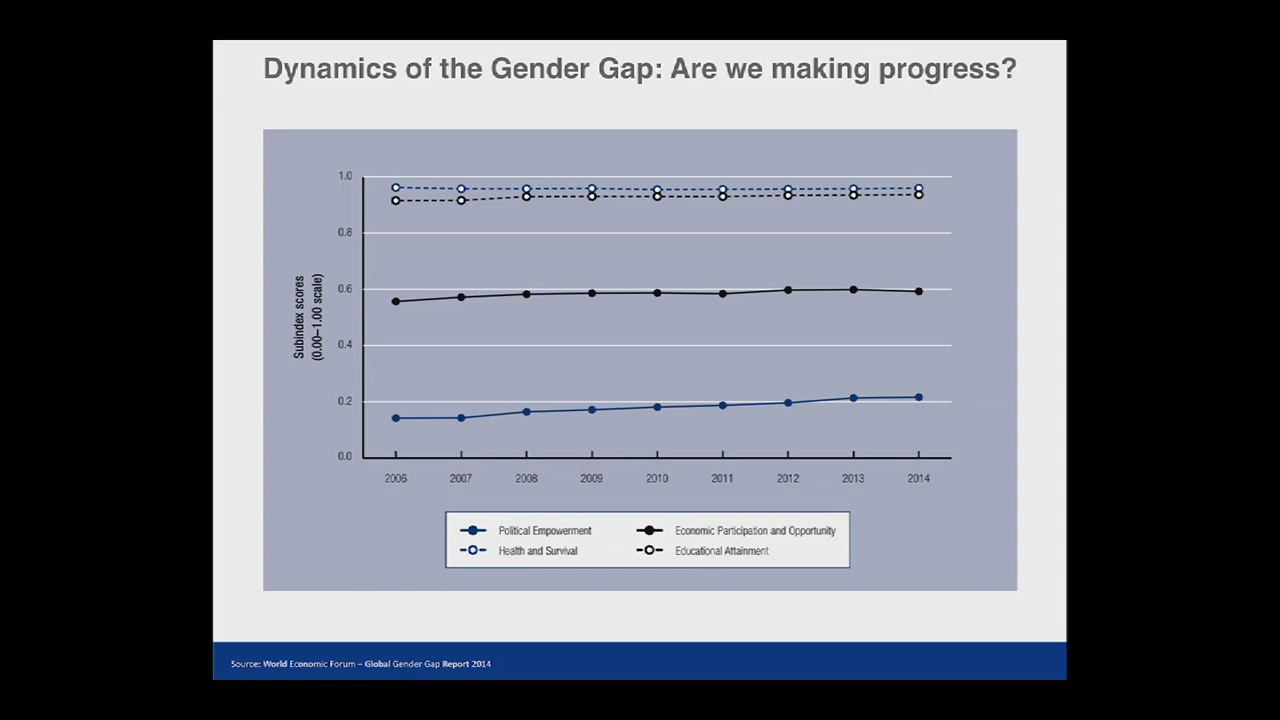 Dynamics of the Gender Gap: Are we making progress?
1.0
0.8
0.6
0.4
0.2
0.0
Subindex scores
(0.00–1.00 scale)
2006 2007 2008 2009 2010 2011 2012 2013 2014
Political Empowerment Economic Participation and Opportunity
Health and Survival Educational Attainment
Source: World Economic Forum – Global Gender Gap Report 2014